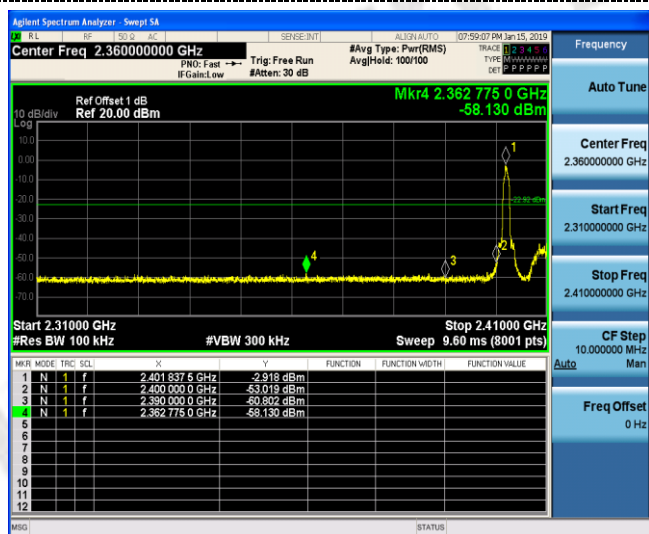 Agilent Spectrum Analyzer - Swept SA
RL RF 50 Ω AC SENSE:INT ALIGN AUTO 07:59:07 PM Jan 15, 2019
Center Freq 2.360000000 GHz #Avg Type: Pwr(RMS) TRACE 1 2 3 4 5 6
PNO: Fast Trig: Free Run Avg|Hold: 100/100 TYPE M
IFGain:Low #Atten: 30 dB DET P P P P P P
Frequency
Auto Tune
Center Freq
2.360000000 GHz
Start Freq
2.310000000 GHz
Stop Freq
2.410000000 GHz
CF Step
10.000000 MHz
Auto Man
Freq Offset
0 Hz
Mkr4 2.362 775 0 GHz
-58.130 dBm
Ref Offset 1 dB
10 dB/div Ref 20.00 dBm
Log
10.0
0.00
-10.0
-20.0
-30.0
-40.0
-50.0
-60.0
-70.0
1
-22.92 dBm
2
3
4
Start 2.31000 GHz Stop 2.41000 GHz
#Res BW 100 kHz #VBW 300 kHz Sweep 9.60 ms (8001 pts)
MKR MODE TRC SCL X Y FUNCTION FUNCTION WIDTH FUNCTION VALUE
1 N 1 f 2.401 837 5 GHz -2.918 dBm
2 N 1 f 2.400 000 0 GHz -53.019 dBm
3 N 1 f 2.390 000 0 GHz -60.802 dBm
4 N 1 f 2.362 775 0 GHz -58.130 dBm
5
6
7
8
9
10
11
12
MSG STATUS